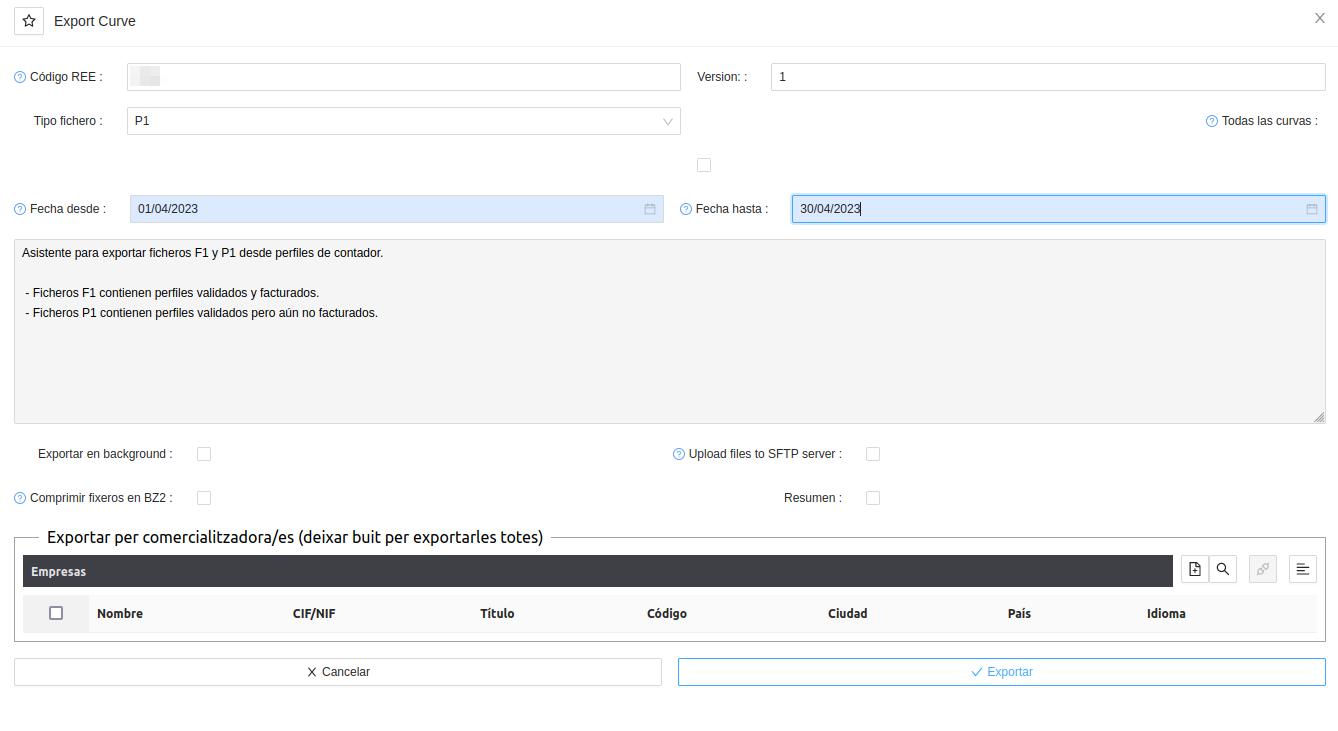 Export Curve
Código REE :
Version: :
1
Tipo fichero :
P1
Todas las curvas :
Fecha desde :
01/04/2023
Fecha hasta :
30/04/2023
Asistente para exportar ficheros F1 y P1 desde perfiles de contador.
- Ficheros F1 contienen perfiles validados y facturados.
- Ficheros P1 contienen perfiles validados pero aún no facturados.
Exportar en background :
Upload files to SFTP server :
Comprimir fixeros en BZ2 :
Resumen :
Exportar per comercialitzadora/es (deixar buit per exportarles totes)
Empresas
Nombre CIF/NIF Título Código Ciudad País Idioma
Cancelar
Exportar